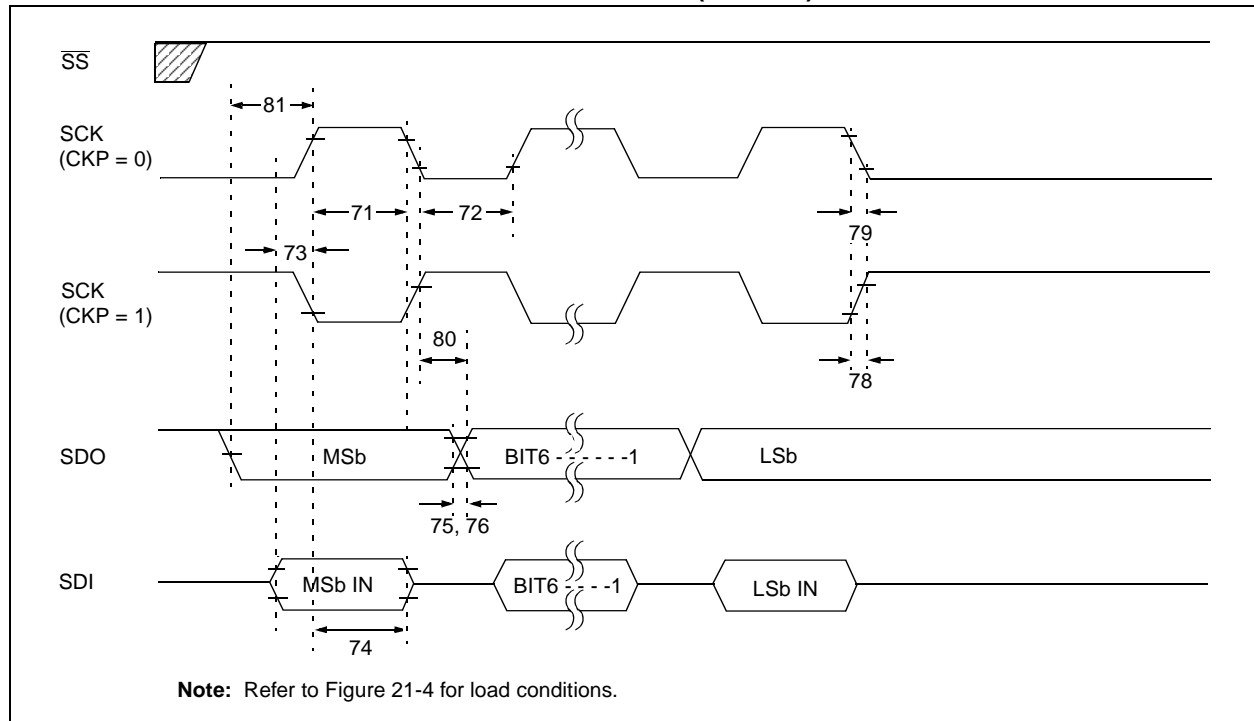 SS
81
SCK
(CKP = 0)
71
72
79
73
SCK
(CKP = 1)
80
78
SDO
MSb
BIT6 - - - - - -1
LSb
75, 76
SDI
MSb IN
BIT6 - - - -1
LSb IN
74
Note: Refer to Figure 21-4 for load conditions.